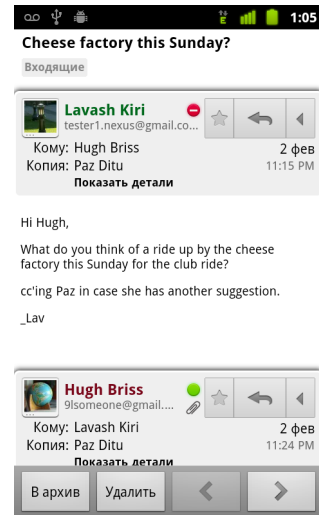 1:05
Cheese factory this Sunday?
Входящие
Lavash Kiri
tester1.nexus@gmail.co...
Кому: Hugh Briss 2 фев
Копия: Paz Ditu 11:15 PM
Показать детали
Hi Hugh,
What do you think of a ride up by the cheese
factory this Sunday for the club ride?
cc'ing Paz in case she has another suggestion.
_Lav
Hugh Briss
9lsomeone@gmail....
Кому: Lavash Kiri 2 фев
Копия: Paz Ditu 11:24 PM
Показать детали
В архив Удалить